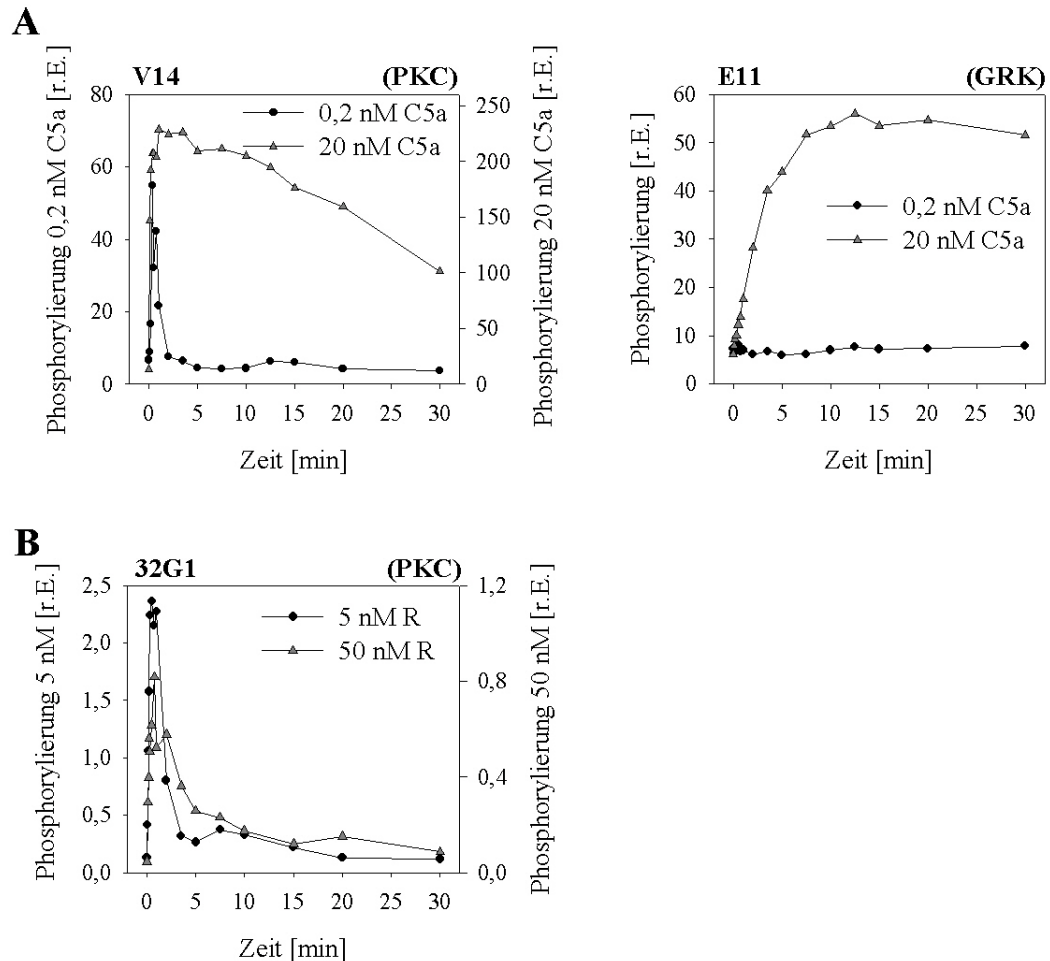 A
V14 (PKC)
Phosphorylierung 0,2 nM C5a [r.E.]
80
60
40
20
0
0,2 nM C5a
20 nM C5a
250
200
150
100
50
0
Phosphorylierung 20 nM C5a [r.E.]
0 5 10 15 20 25 30
Zeit [min]
E11 (GRK)
Phosphorylierung [r.E.]
60
50
40
30
20
10
0
0,2 nM C5a
20 nM C5a
0 5 10 15 20 25 30
Zeit [min]
B
32G1 (PKC)
Phosphorylierung 5 nM [r.E.]
2,5
2,0
1,5
1,0
0,5
0,0
5 nM R
50 nM R
1,2
0,8
0,4
0,0
Phosphorylierung 50 nM [r.E.]
0 5 10 15 20 25 30
Zeit [min]